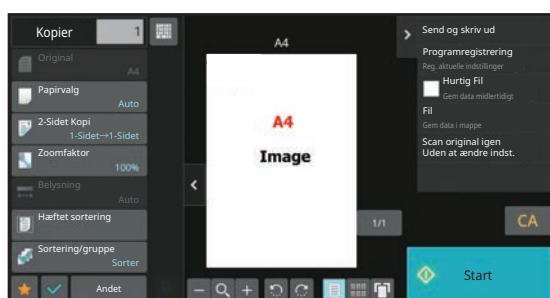 Kopier
1
Original
A4
Papirvalg
Auto
2-Sidet Kopi
1-Sidet→1-Sidet
Zoomfaktor
100%
Belysning
Auto
Hæftet sortering
Sortering/gruppe
Sorter
Andet
A4
A4
Image
1/1
Send og skriv ud
Programregistrering
Reg. aktuelle indstillinger
Hurtig Fil
Gem data midlertidigt
Fil
Gem data i mappe
Scan original igen
Uden at ændre indst.
CA
Start